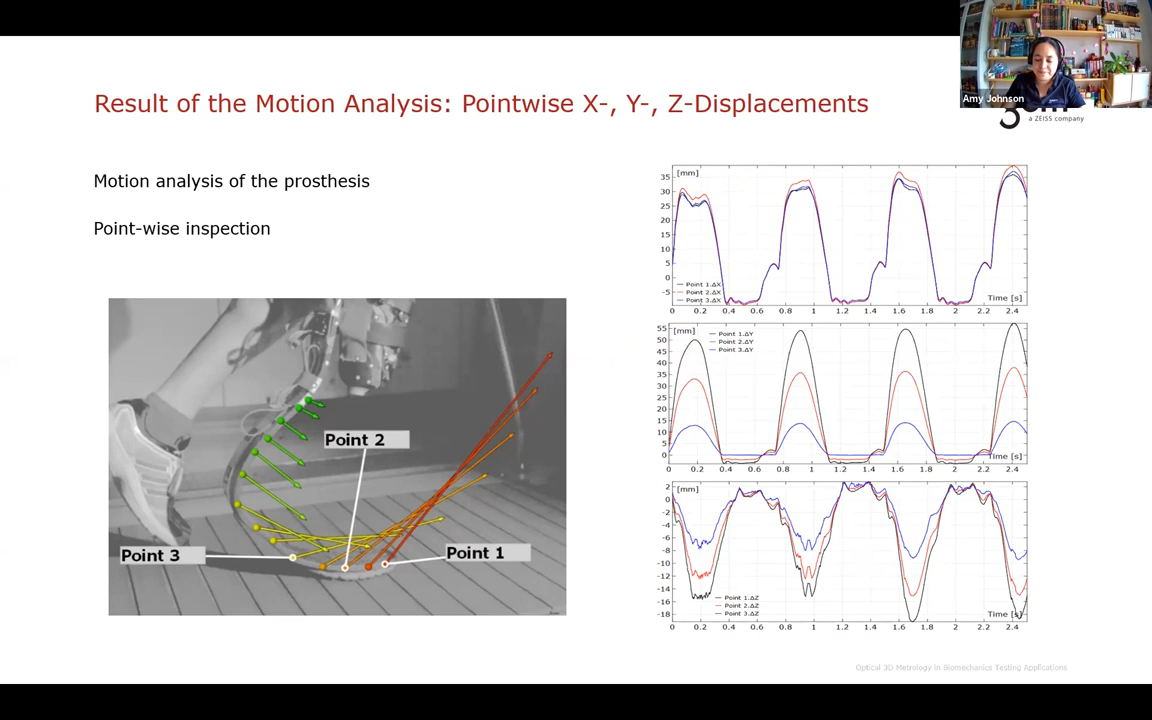 Amy Johnson
Result of the Motion Analysis: Pointwise X-, Y-, Z-Displacements
a ZEISS company
Motion analysis of the prosthesis
Point-wise inspection
Point 2
Point 3
Point 1
[mm]
35
30
25
20
15
10
5
0
-5
Point 1.ΔX
Point 2.ΔX
Point 3.ΔX
Time [s]
0 0.2 0.4 0.6 0.8 1 1.2 1.4 1.6 1.8 2 2.2 2.4
[mm]
55
50
45
40
35
30
25
20
15
10
5
0
Point 1.ΔY
Point 2.ΔY
Point 3.ΔY
Time [s]
0 0.2 0.4 0.6 0.8 1 1.2 1.4 1.6 1.8 2 2.2 2.4
[mm]
2
0
-2
-4
-6
-8
-10
-12
-14
-16
-18
Point 1.ΔZ
Point 2.ΔZ
Point 3.ΔZ
Time [s]
0 0.2 0.4 0.6 0.8 1 1.2 1.4 1.6 1.8 2 2.2 2.4
Optical 3D Metrology in Biomechanics Testing Applications